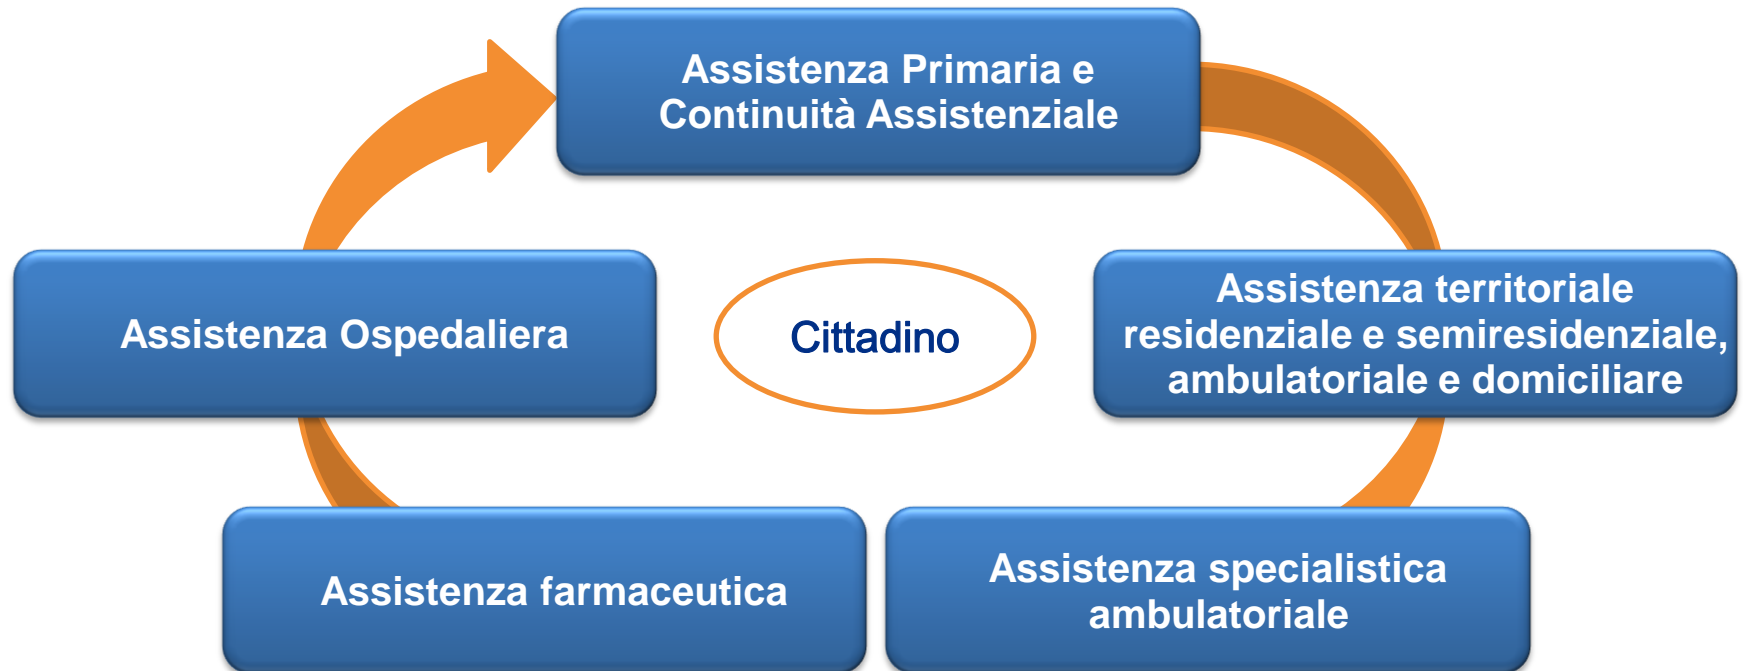 Assistenza Primaria e
Continuità Assistenziale
Assistenza Ospedaliera
Cittadino
Assistenza territoriale
residenziale e semiresidenziale,
ambulatoriale e domiciliare
Assistenza farmaceutica
Assistenza specialistica
ambulatoriale